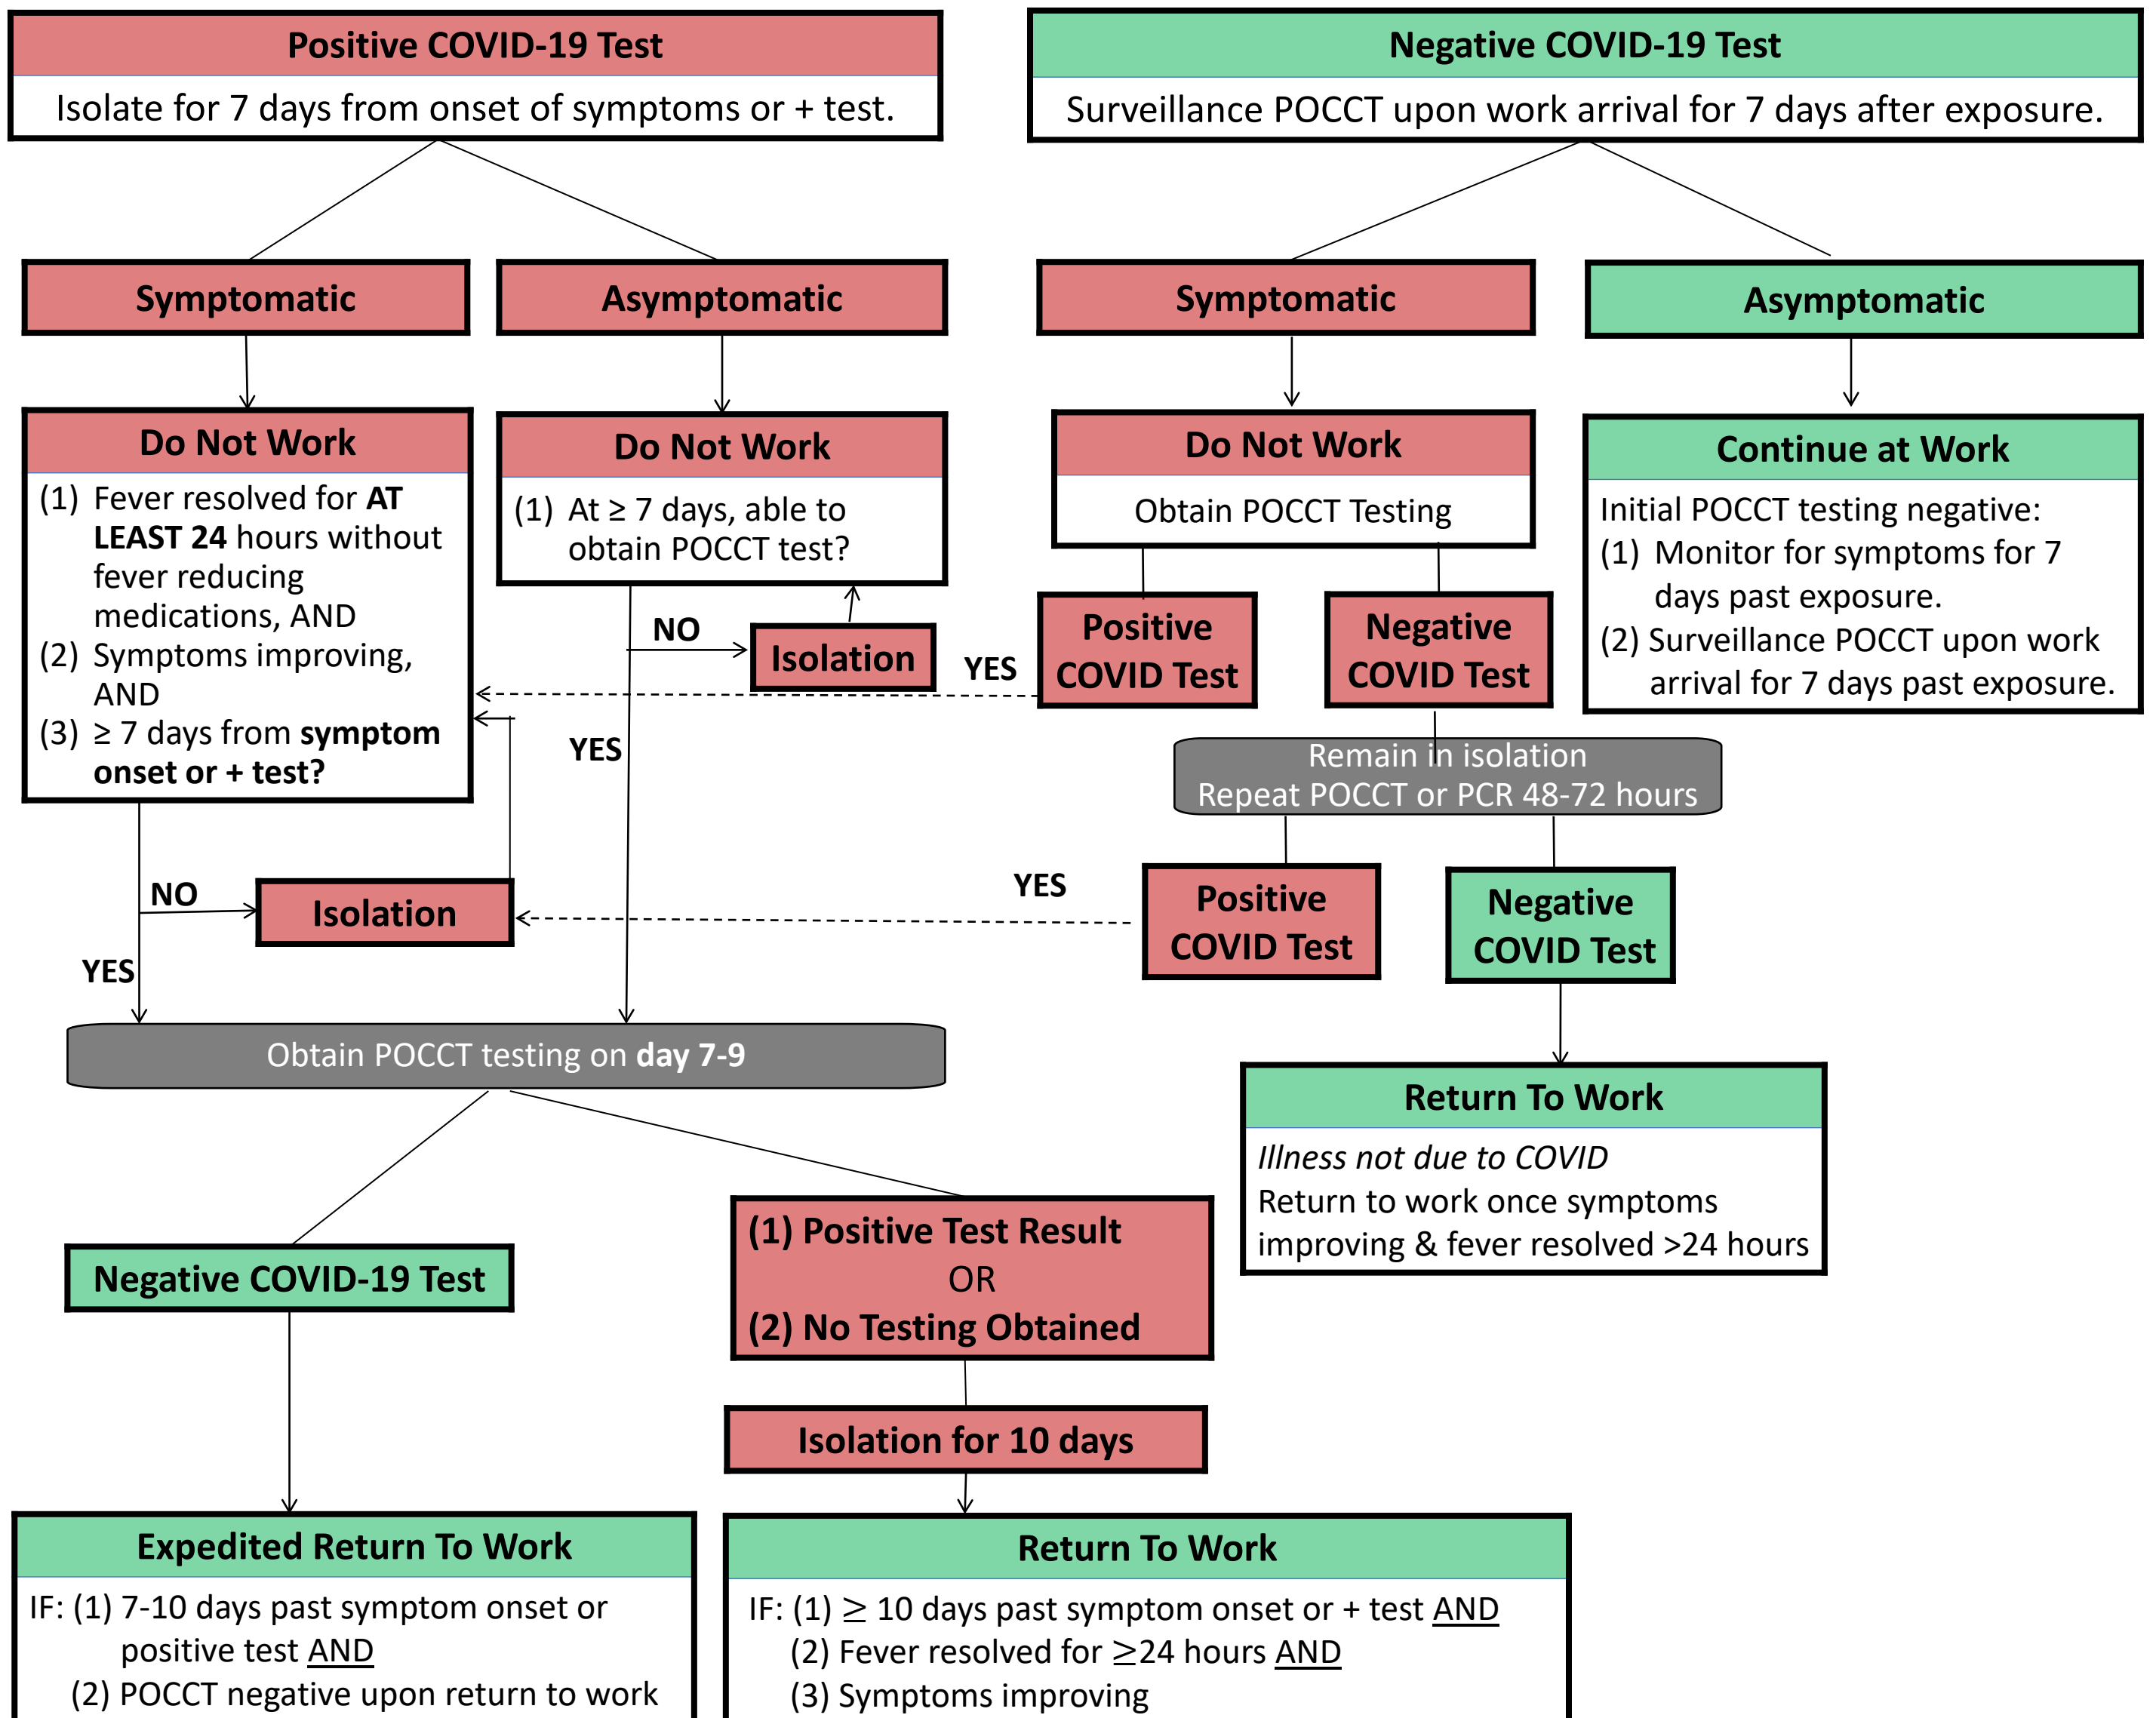 Positive COVID-19 Test
Isolate for 7 days from onset of symptoms or + test.
Negative COVID-19 Test
Surveillance POCCT upon work arrival for 7 days after exposure.
Symptomatic
Asymptomatic
Symptomatic
Asymptomatic
Do Not Work
(1) Fever resolved for AT
LEAST 24 hours without
fever reducing
medications, AND
(2) Symptoms improving,
AND
(3) ≥ 7 days from symptom
onset or + test?
Do Not Work
(1) At ≥ 7 days, able to
obtain POCCT test?
Do Not Work
Obtain POCCT Testing
Continue at Work
Initial POCCT testing negative:
(1) Monitor for symptoms for 7
days past exposure.
(2) Surveillance POCCT upon work
arrival for 7 days past exposure.
NO
Isolation
YES
Positive
COVID Test
Negative
COVID Test
YES
Remain in isolation
Repeat POCCT or PCR 48-72 hours
NO
Isolation
YES
Positive
COVID Test
Negative
COVID Test
YES
Obtain POCCT testing on day 7-9
Return To Work
Illness not due to COVID
Return to work once symptoms
improving & fever resolved >24 hours
Negative COVID-19 Test
(1) Positive Test Result
OR
(2) No Testing Obtained
Isolation for 10 days
Expedited Return To Work
IF: (1) 7-10 days past symptom onset or
positive test AND
(2) POCCT negative upon return to work
Return To Work
IF: (1) ≥ 10 days past symptom onset or + test AND
(2) Fever resolved for ≥24 hours AND
(3) Symptoms improving